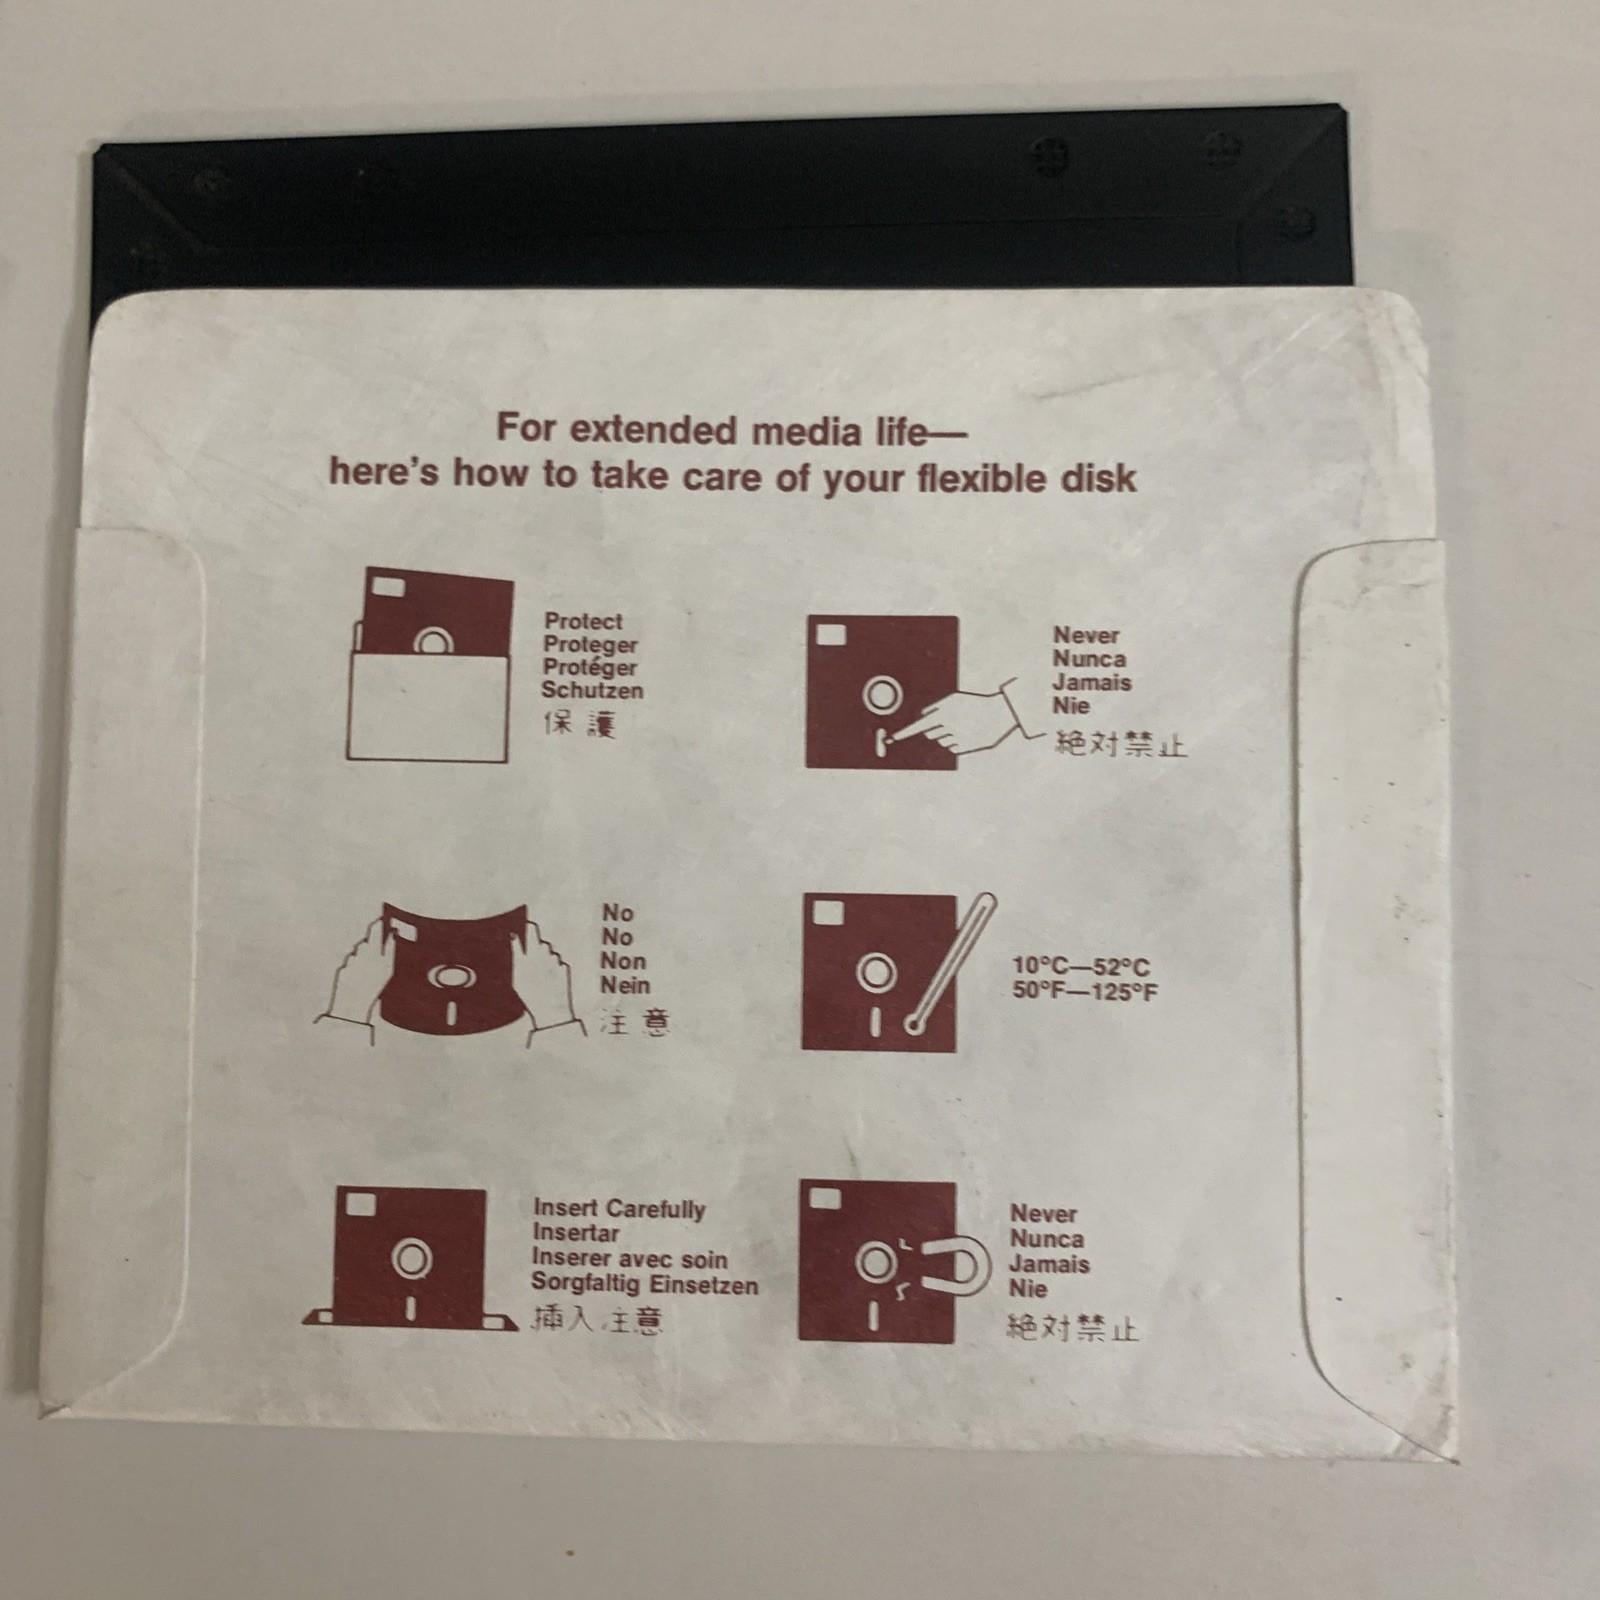 For extended media life—
here's how to take care of your flexible disk
Protect
Proteger
Protéger
Schutzen
保護
Never
Nunca
Jamais
Nie
絶対禁止
No
No
Non
Nein
注意
10°C—52°C
50°F—125°F
Insert Carefully
Insertar
Inserer avec soin
Sorgfaltig Einsetzen
挿入注意
Never
Nunca
Jamais
Nie
絶対禁止